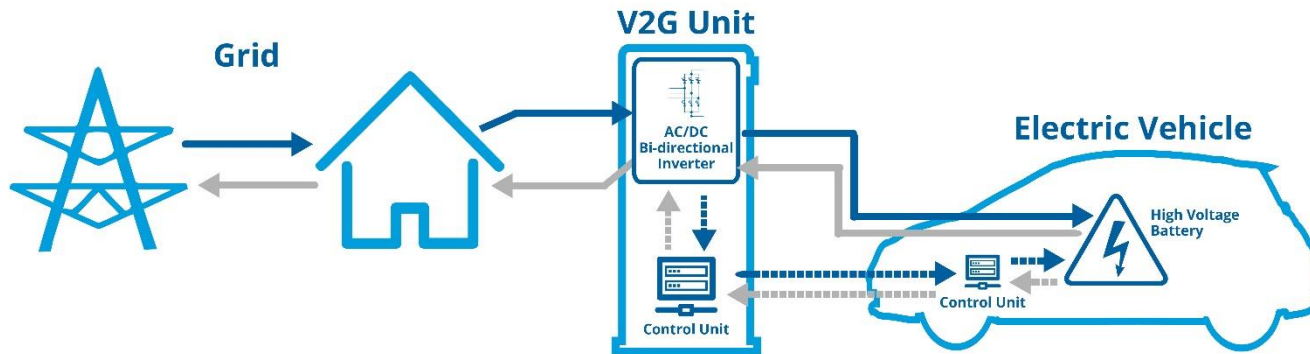 V2G Unit
Grid
AC/DC
Bi-directional
Inverter
Electric Vehicle
High Voltage
Battery
Control Unit
Control Unit